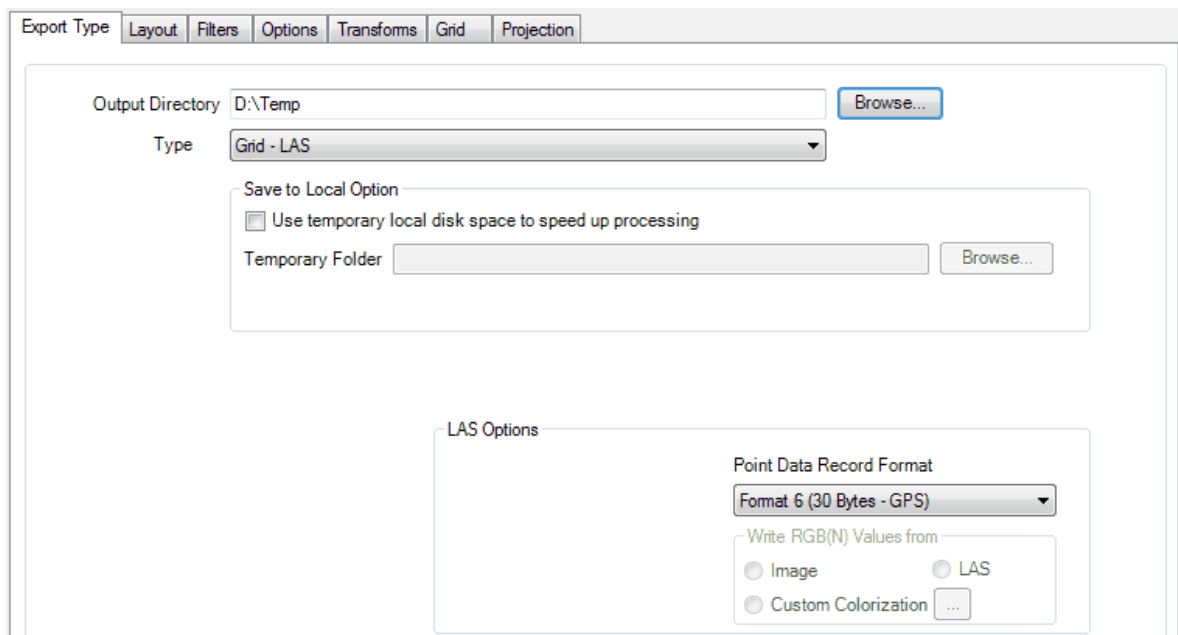 Export Type Layout Filters Options Transforms Grid Projection
Output Directory D:\Temp Browse...
Type Grid - LAS
Save to Local Option
Use temporary local disk space to speed up processing
Temporary Folder Browse...
LAS Options
Point Data Record Format
Format 6 (30 Bytes - GPS)
Write RGB(N) Values from
Image LAS
Custom Colorization ...